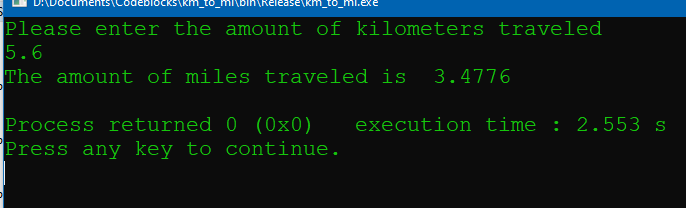 D:\Documents\Codeblocks\km_to_mi\bin\Release\km_to_mi.exe
Please enter the amount of kilometers traveled
5.6
The amount of miles traveled is  3.4776
Process returned 0 (0x0)   execution time : 2.553 s
Press any key to continue.